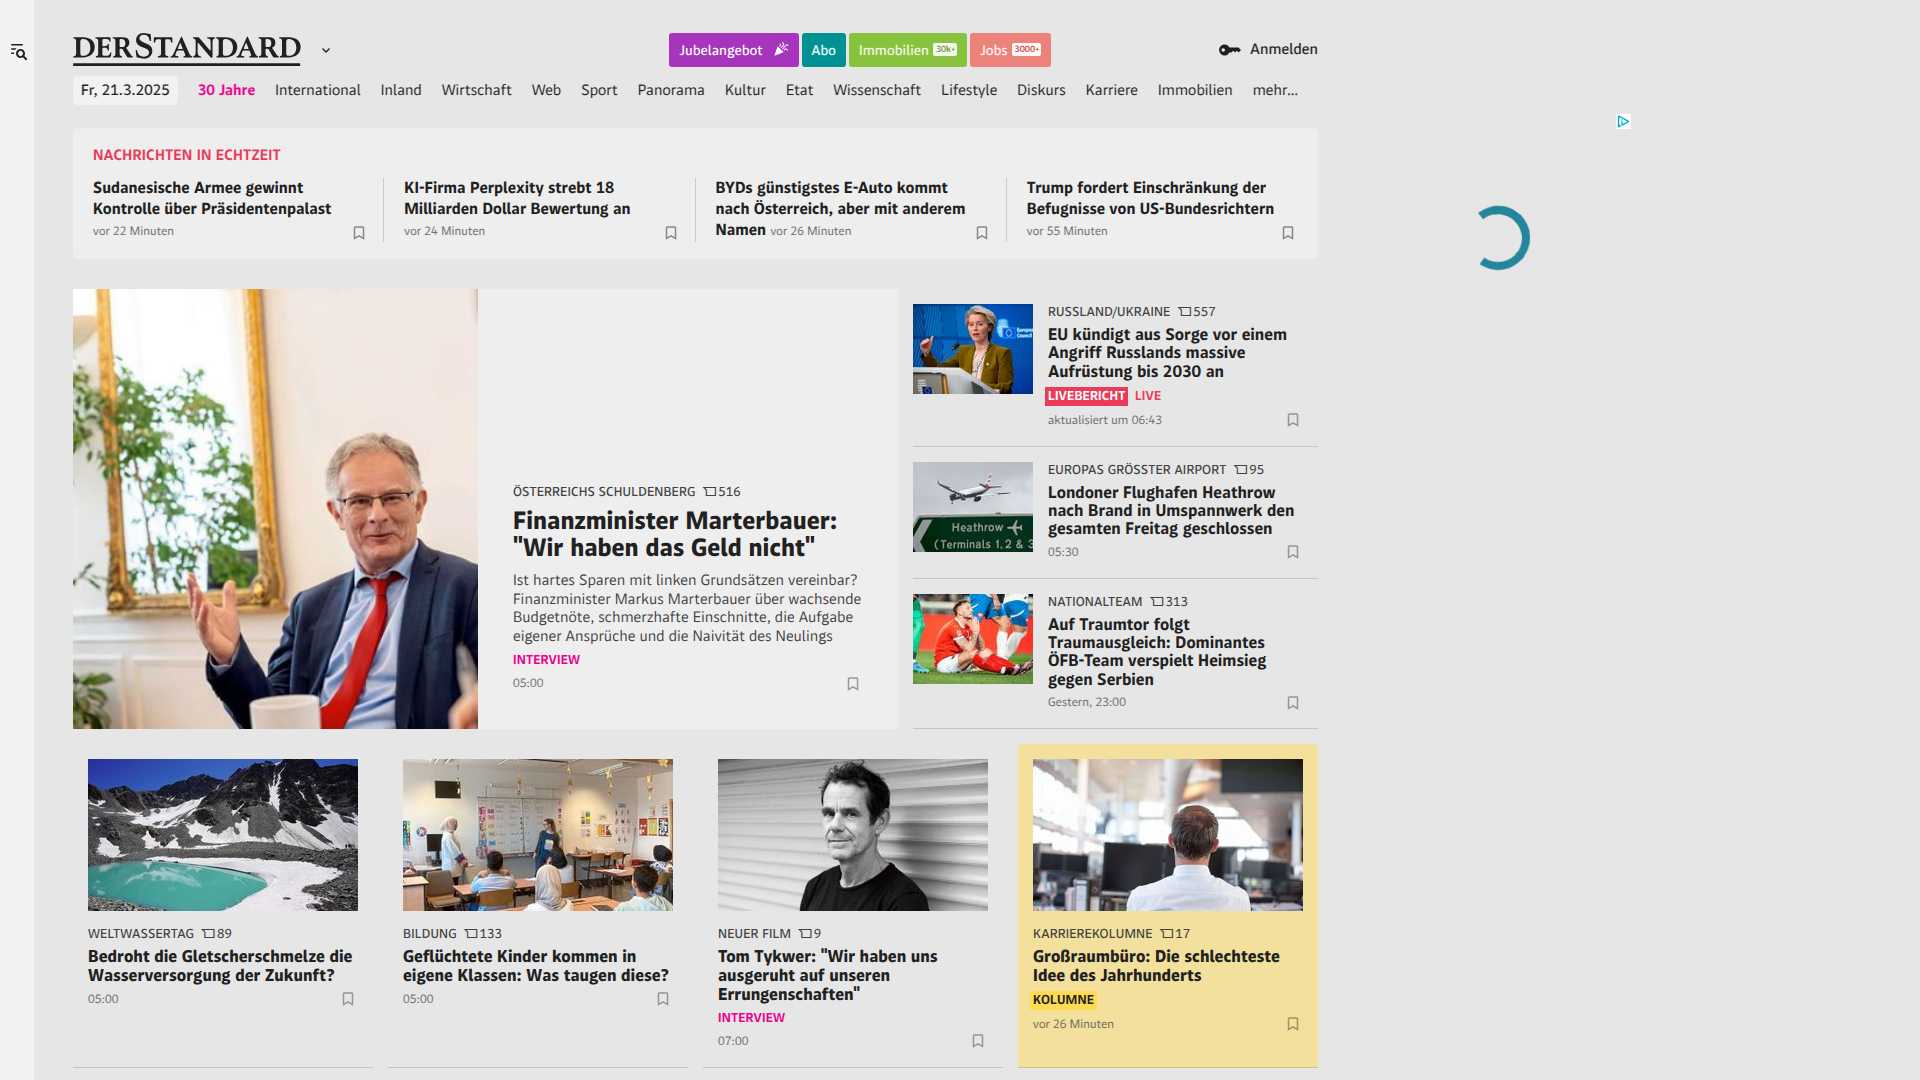 DERSTANDARD
Jubelangebot
Abo
Immobilien 30k+
Jobs 3000+
Anmelden
Fr, 21.3.2025 30 Jahre International Inland Wirtschaft Web Sport Panorama Kultur Etat Wissenschaft Lifestyle Diskurs Karriere Immobilien mehr...
NACHRICHTEN IN ECHTZEIT
Sudanesische Armee gewinnt
Kontrolle über Präsidentenpalast
vor 22 Minuten
KI-Firma Perplexity strebt 18
Milliarden Dollar Bewertung an
vor 24 Minuten
BYDs günstigstes E-Auto kommt
nach Österreich, aber mit anderem
Namen vor 26 Minuten
Trump fordert Einschränkung der
Befugnisse von US-Bundesrichtern
vor 55 Minuten
ÖSTERREICHS SCHULDENBERG 516
Finanzminister Marterbauer:
"Wir haben das Geld nicht"
Ist hartes Sparen mit linken Grundsätzen vereinbar?
Finanzminister Markus Marterbauer über wachsende
Budgetnöte, schmerzhafte Einschnitte, die Aufgabe
eigener Ansprüche und die Naivität des Neulings
INTERVIEW
05:00
RUSSLAND/UKRAINE 557
EU kündigt aus Sorge vor einem
Angriff Russlands massive
Aufrüstung bis 2030 an
LIVEBERICHT LIVE
aktualisiert um 06:43
Heathrow
(Terminals 1, 2 & 3
EUROPAS GRÖSSTER AIRPORT 95
Londoner Flughafen Heathrow
nach Brand in Umspannwerk den
gesamten Freitag geschlossen
05:30
NATIONALTEAM 313
Auf Traumtor folgt
Traumausgleich: Dominantes
ÖFB-Team verspielt Heimsieg
gegen Serbien
Gestern, 23:00
WELTWASSERTAG 89
Bedroht die Gletscherschmelze die
Wasserversorgung der Zukunft?
05:00
BILDUNG 133
Geflüchtete Kinder kommen in
eigene Klassen: Was taugen diese?
05:00
NEUER FILM 9
Tom Tykwer: "Wir haben uns
ausgeruht auf unseren
Errungenschaften"
INTERVIEW
07:00
KARRIEREKOLUMNE 17
Großraumbüro: Die schlechteste
Idee des Jahrhunderts
KOLUMNE
vor 26 Minuten